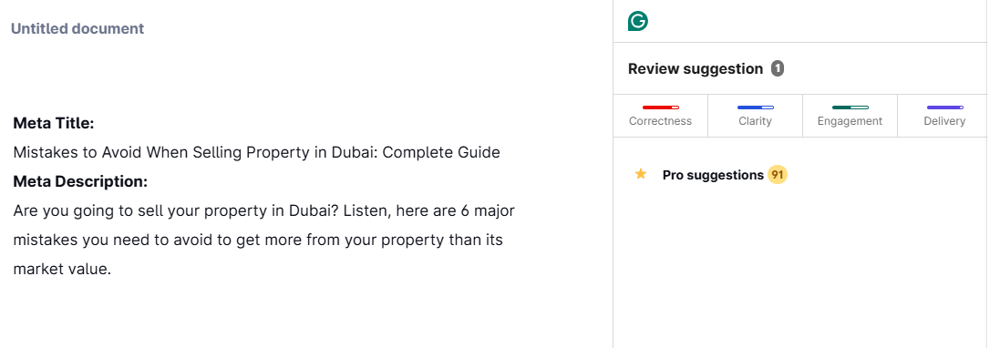 Untitled document
Meta Title:
Mistakes to Avoid When Selling Property in Dubai: Complete Guide
Meta Description:
Are you going to sell your property in Dubai? Listen, here are 6 major
mistakes you need to avoid to get more from your property than its
market value.
G
Review suggestion 1
Correctness Clarity Engagement Delivery
Pro suggestions 91